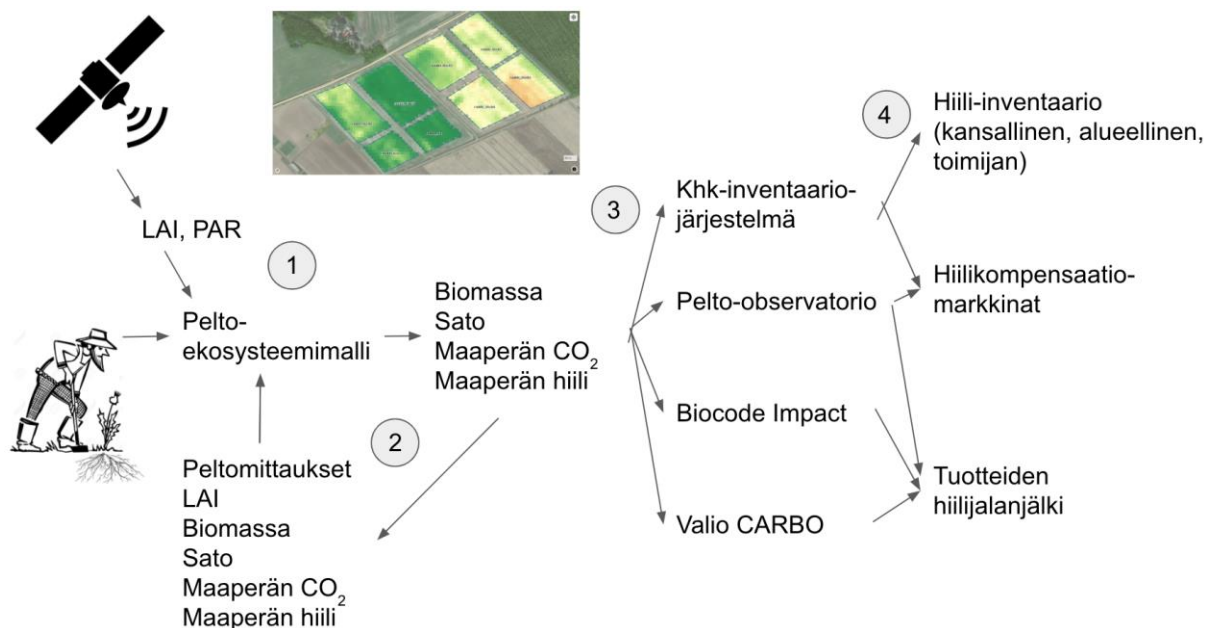 LAI, PAR
1
Pelto-
ekosysteemimalli
Biomassa
Sato
Maaperän CO2
Maaperän hiili
2
Peltomittaukset
LAI
Biomassa
Sato
Maaperän CO2
Maaperän hiili
3
Khk-inventaario-
järjestelmä
Pelto-observatorio
Biocode Impact
Valio CARBO
4
Hiili-inventaario
(kansallinen, alueellinen,
toimijan)
Hiilikompensaatio-
markkinat
Tuotteiden
hiilijalanjälki